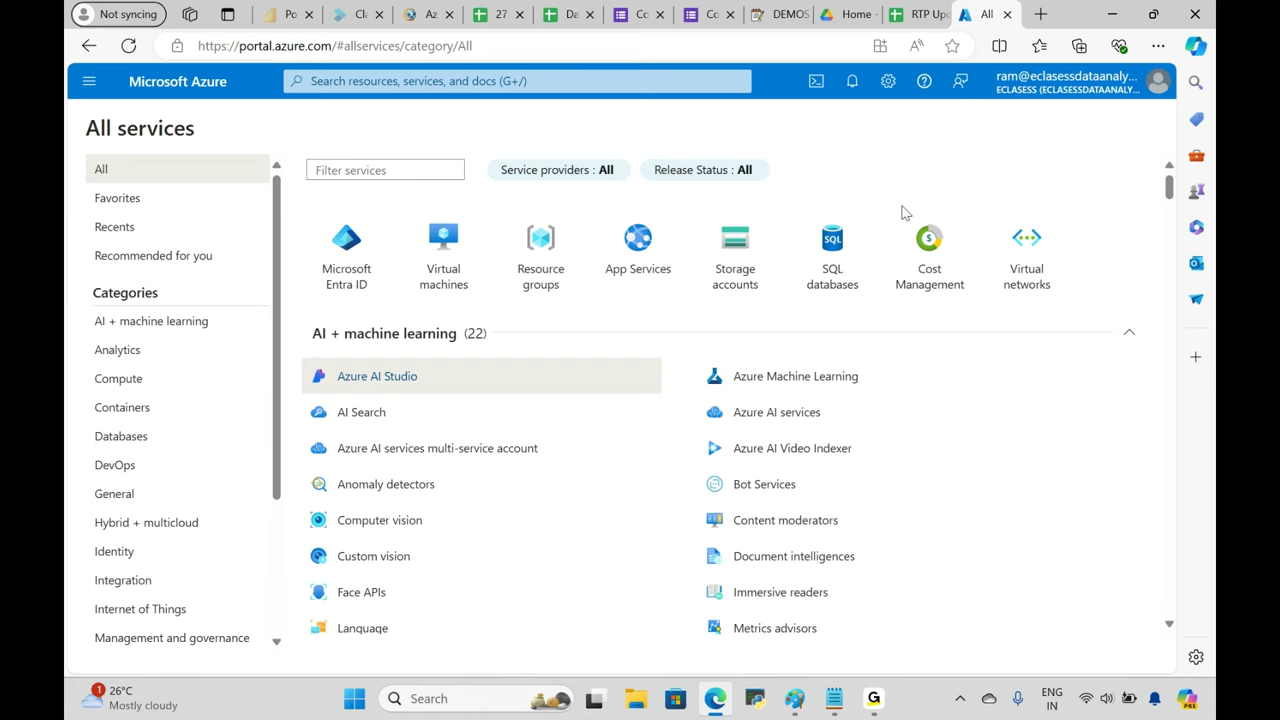 Not syncing
Po
Cla
Az
27
Da
Co
Co
DEMOS
Home -
RTP Up
All
https://portal.azure.com/#allservices/category/All
Microsoft Azure
Search resources, services, and docs (G+/)
ram@eclasessdataanaly...
ECLASESS (ECLASESSDATAANALY...
All services
All
Favorites
Recents
Recommended for you
Categories
AI + machine learning
Analytics
Compute
Containers
Databases
DevOps
General
Hybrid + multicloud
Identity
Integration
Internet of Things
Management and governance
Filter services
Service providers : All
Release Status : All
Microsoft Entra ID
Virtual machines
Resource groups
App Services
Storage accounts
SQL databases
Cost Management
Virtual networks
AI + machine learning (22)
Azure AI Studio
Azure Machine Learning
AI Search
Azure AI services
Azure AI services multi-service account
Azure AI Video Indexer
Anomaly detectors
Bot Services
Computer vision
Content moderators
Custom vision
Document intelligences
Face APIs
Immersive readers
Language
Metrics advisors
26°C
Mostly cloudy
Search
ENG
IN